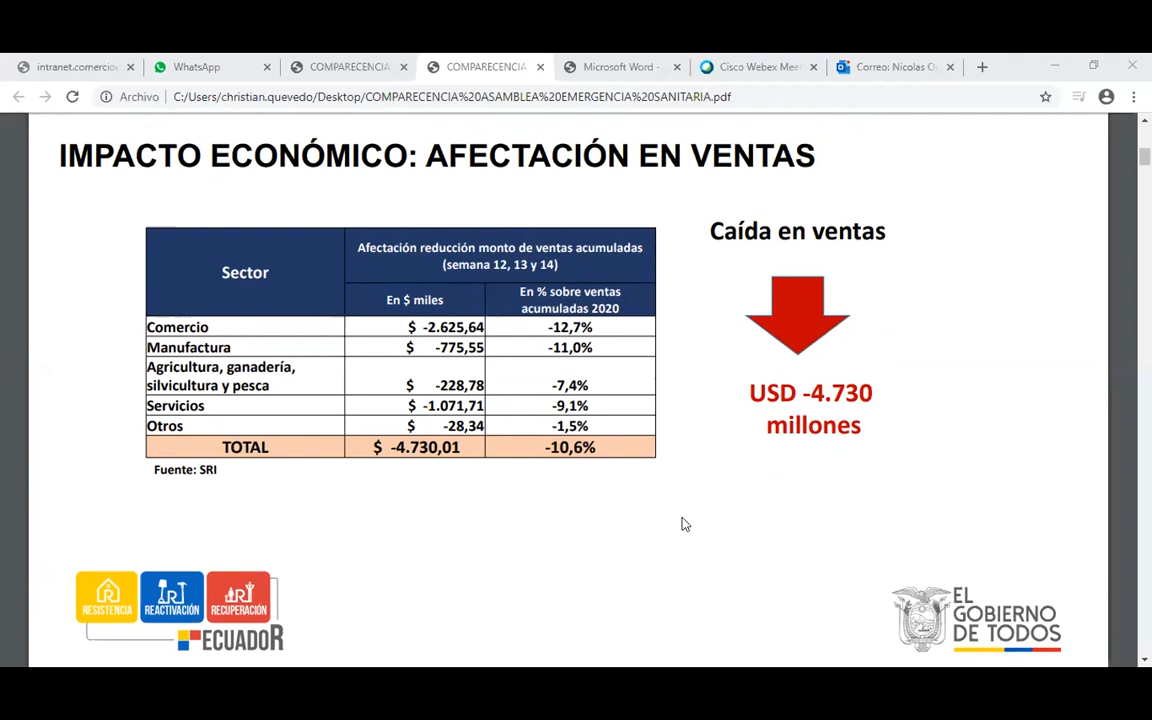 intranet.comercio
WhatsApp
COMPARECENCIA
COMPARECENCIA
Microsoft Word -
Cisco Webex Mee
Correo: Nicolas O
Archivo
C:/Users/christian.quevedo/Desktop/COMPARECENCIA%20ASAMBLEA%20EMERGENCIA%20SANITARIA.pdf
IMPACTO ECONÓMICO: AFECTACIÓN EN VENTAS
Sector
Afectación reducción monto de ventas acumuladas
(semana 12, 13 y 14)
En $ miles
En % sobre ventas
acumuladas 2020
Comercio $ -2.625,64 -12,7%
Manufactura $ -775,55 -11,0%
Agricultura, ganadería,
silvicultura y pesca $ -228,78 -7,4%
Servicios $ -1.071,71 -9,1%
Otros $ -28,34 -1,5%
TOTAL $ -4.730,01 -10,6%
Fuente: SRI
Caída en ventas
USD -4.730
millones
RESISTENCIA
REACTIVACIÓN
RECUPERACIÓN
ECUADOR
EL
GOBIERNO
DE TODOS